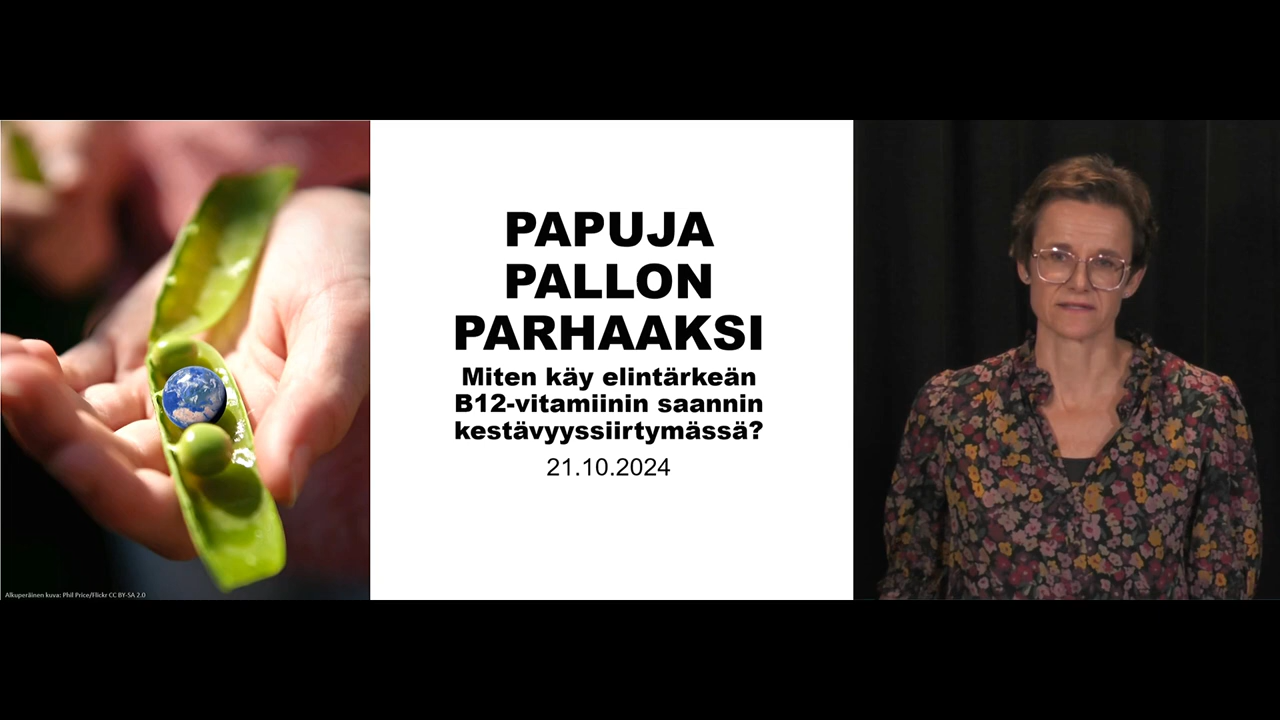 PAPUJA
PALLON
PARHAAKSI
Miten käy elintärkeän
B12-vitamiinin saannin
kestävyyssiirtymässä?
21.10.2024
Alkuperäinen kuva: Phil Price/Flickr CC BY-SA 2.0